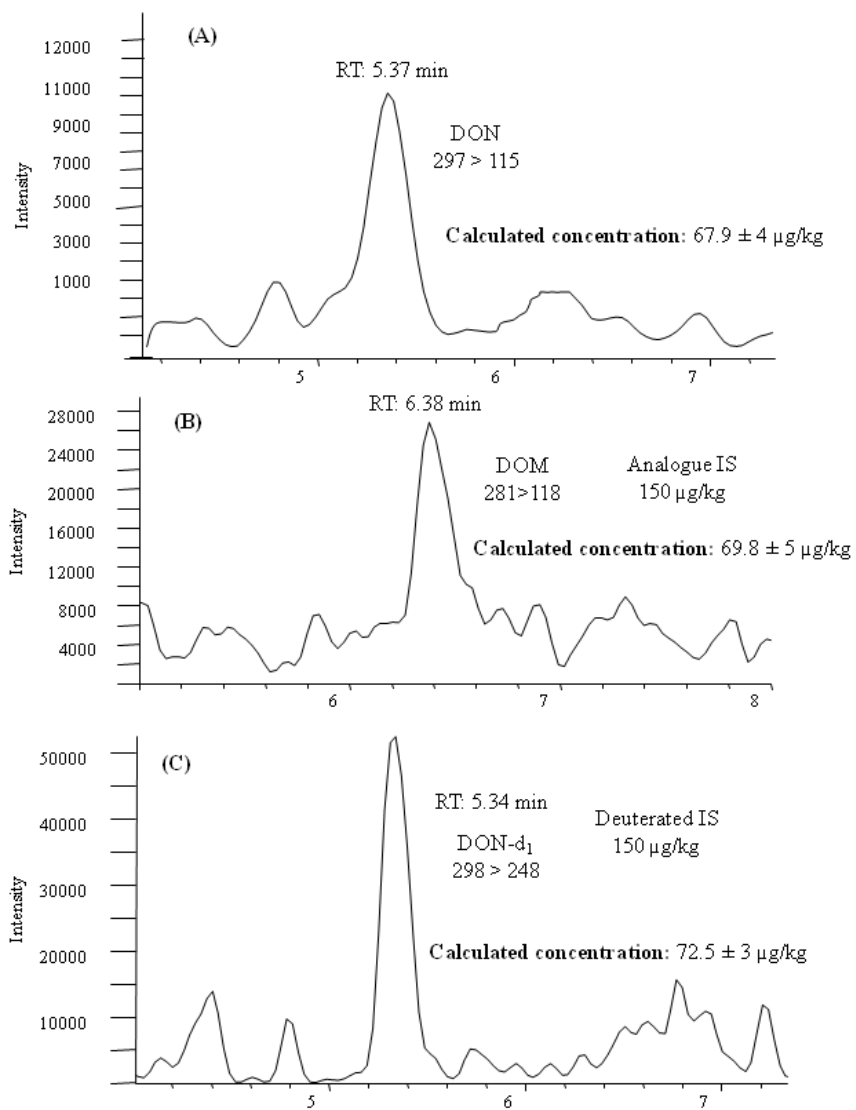 (A)
RT: 5.37 min
DON
297 > 115
Calculated concentration: 67.9 ± 4 µg/kg
Intensity
12000
11000
9000
7000
5000
3000
1000
5 6 7
(B)
RT: 6.38 min
DOM
281>118
Analogue IS
150 µg/kg
Calculated concentration: 69.8 ± 5 µg/kg
Intensity
28000
24000
20000
16000
12000
8000
4000
6 7 8
(C)
RT: 5.34 min
DON-d₁
298 > 248
Deuterated IS
150 µg/kg
Calculated concentration: 72.5 ± 3 µg/kg
Intensity
50000
40000
30000
20000
10000
5 6 7